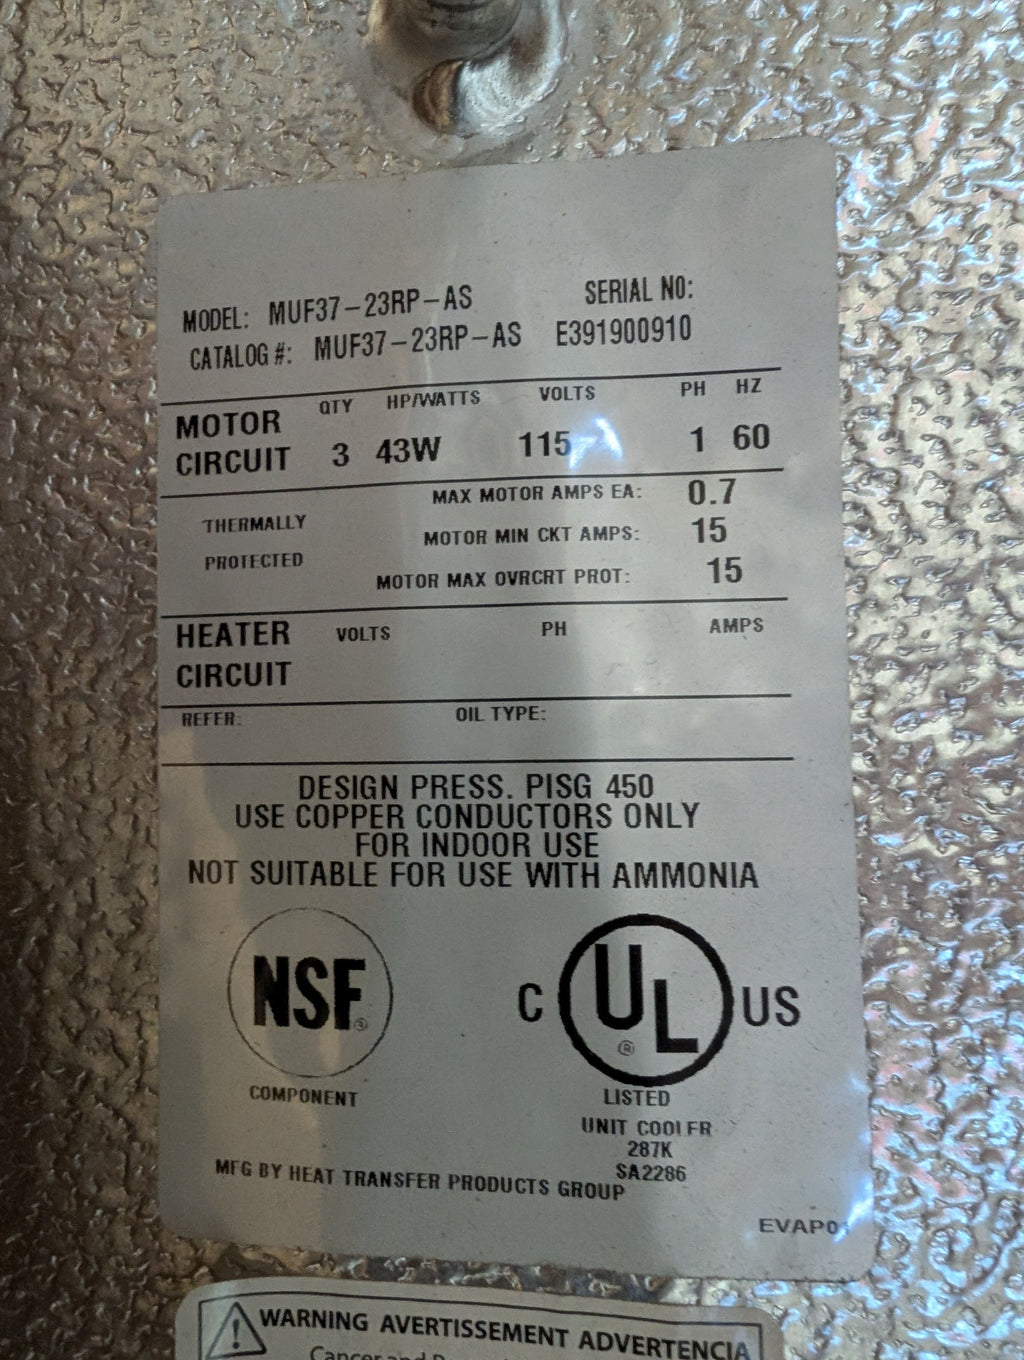 MODEL: MUF37-23RP-AS SERIAL NO:
CATALOG #: MUF37-23RP-AS E391900910
MOTOR CIRCUIT QTY HP/WATTS VOLTS PH HZ
3 43W 115 1 60
THERMALLY PROTECTED
MAX MOTOR AMPS EA: 0.7
MOTOR MIN CKT AMPS: 15
MOTOR MAX OVRCRT PROT: 15
HEATER CIRCUIT VOLTS PH AMPS
REFER: OIL TYPE:
DESIGN PRESS. PISG 450
USE COPPER CONDUCTORS ONLY
FOR INDOOR USE
NOT SUITABLE FOR USE WITH AMMONIA
NSF®
COMPONENT
C UL® US
LISTED
UNIT COOLER
287K
SA2286
MFG BY HEAT TRANSFER PRODUCTS GROUP
WARNING AVERTISSEMENT ADVERTENCIA
Cancer and